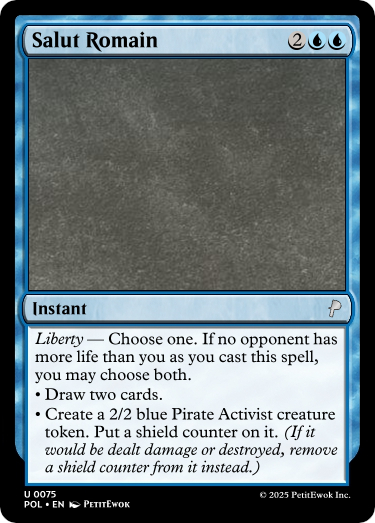 Salut Romain 2
Instant
Liberty — Choose one. If no opponent has
more life than you as you cast this spell,
you may choose both.
• Draw two cards.
• Create a 2/2 blue Pirate Activist creature
token. Put a shield counter on it. (If it
would be dealt damage or destroyed, remove
a shield counter from it instead.)
U 0075
POL • EN PetitEwok
© 2025 PetitEwok Inc.